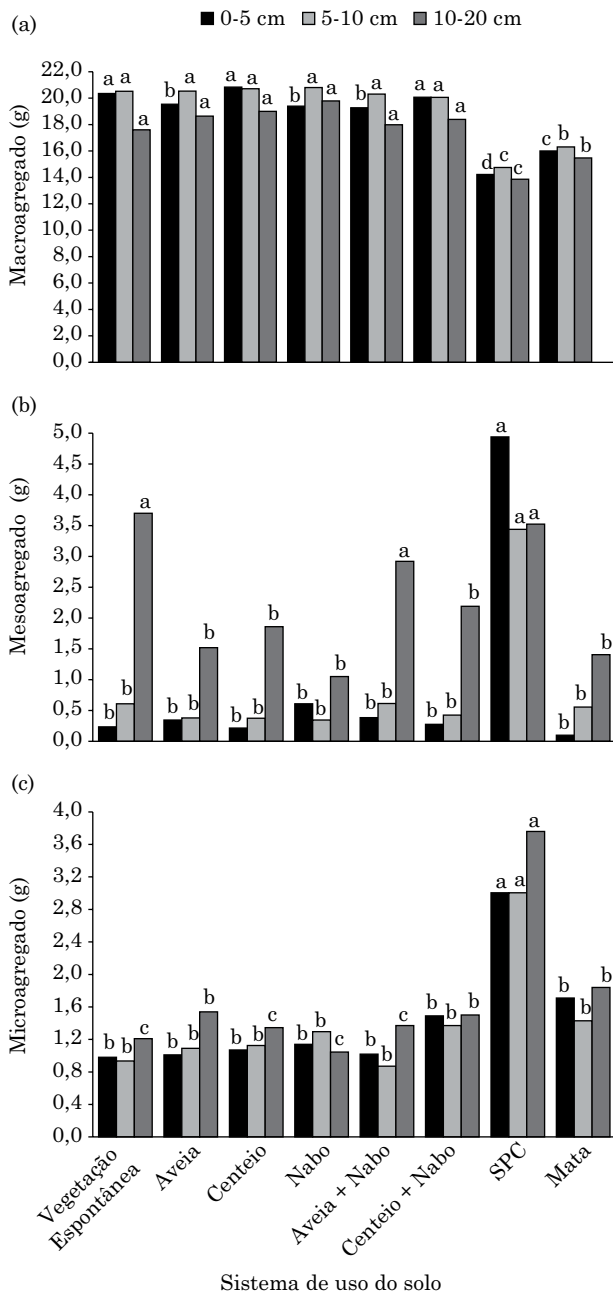 (a)
0-5 cm 5-10 cm 10-20 cm
Macroagregado (g)
22,0
20,0
18,0
16,0
14,0
12,0
10,0
8,0
6,0
4,0
2,0
0,0
a a a
b a a
a a a
b a a
b a a
a a a
d c c
c b b
(b)
Mesoagregado (g)
5,0
4,5
4,0
3,5
3,0
2,5
2,0
1,5
1,0
0,5
0,0
b b a
b b b
b b b
b b b
b b a
b b b
a a a
b b b
(c)
Microagregado (g)
4,0
3,6
3,2
2,8
2,4
2,0
1,6
1,2
0,8
0,4
0,0
b b c
b b b
b b c
b b c
b b c
b b b
a a a
b b b
Vegetação
Espontânea
Aveia
Centeio
Nabo
Aveia + Nabo
Centeio + Nabo
SPC
Mata
Sistema de uso do solo